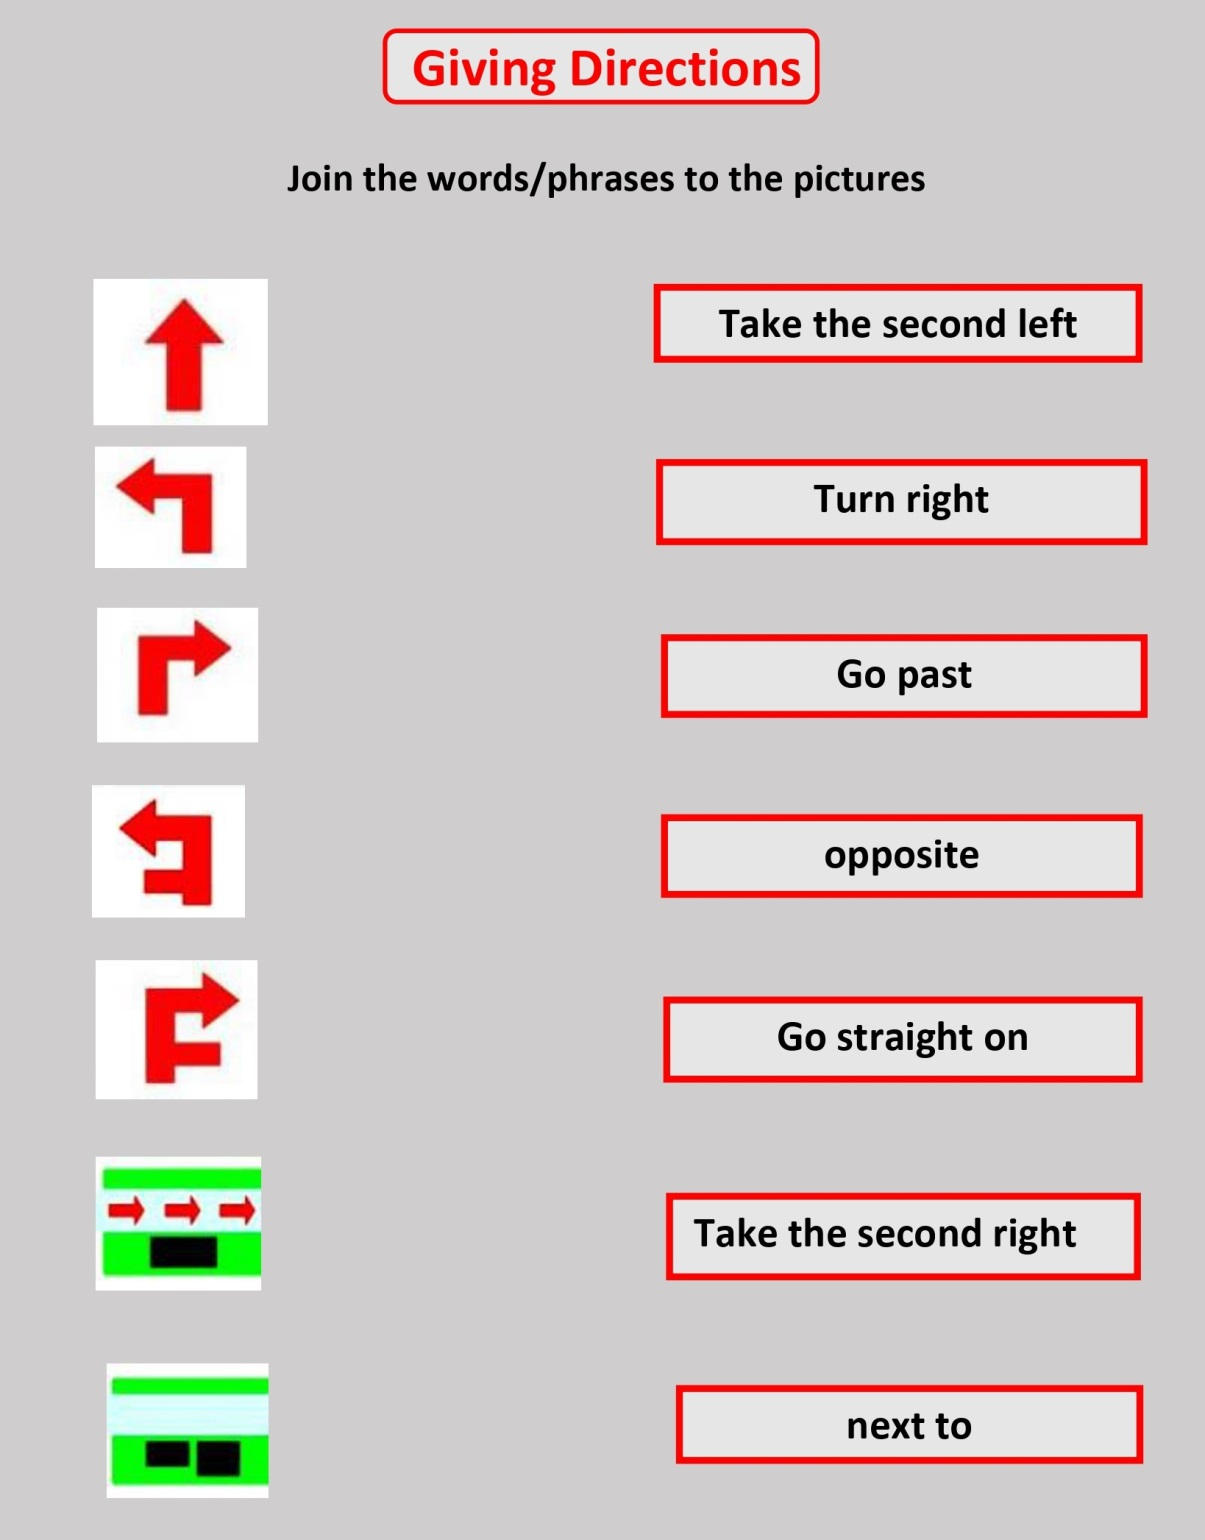 Giving Directions
Join the words/phrases to the pictures
Take the second left
Turn right
Go past
opposite
Go straight on
Take the second right
next to